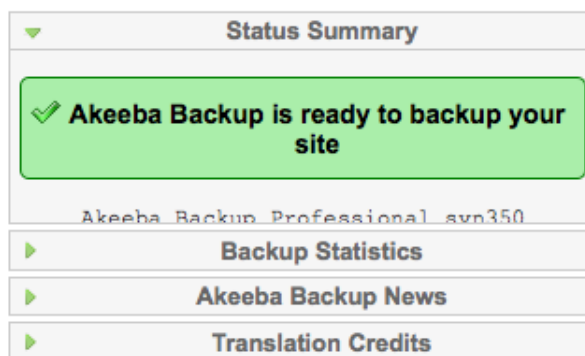 Status Summary
Akeeba Backup is ready to backup your
site
Akeeba Backup Professional svn350
Backup Statistics
Akeeba Backup News
Translation Credits